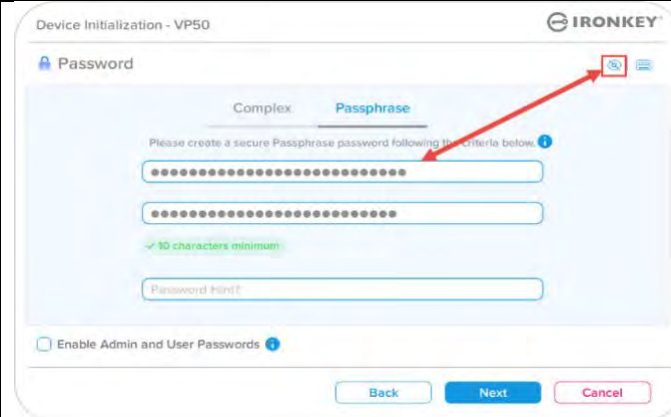 Device Initialization - VP50
IRONKEY
Password
Complex
Passphrase
Please create a secure Passphrase password following the criteria below.
●●●●●●●●●●●●●●●●●●●●●●●●●●●
●●●●●●●●●●●●●●●●●●●●●●●●●●
✓ 10 characters minimum
Password Hint?
Enable Admin and User Passwords
Back
Next
Cancel